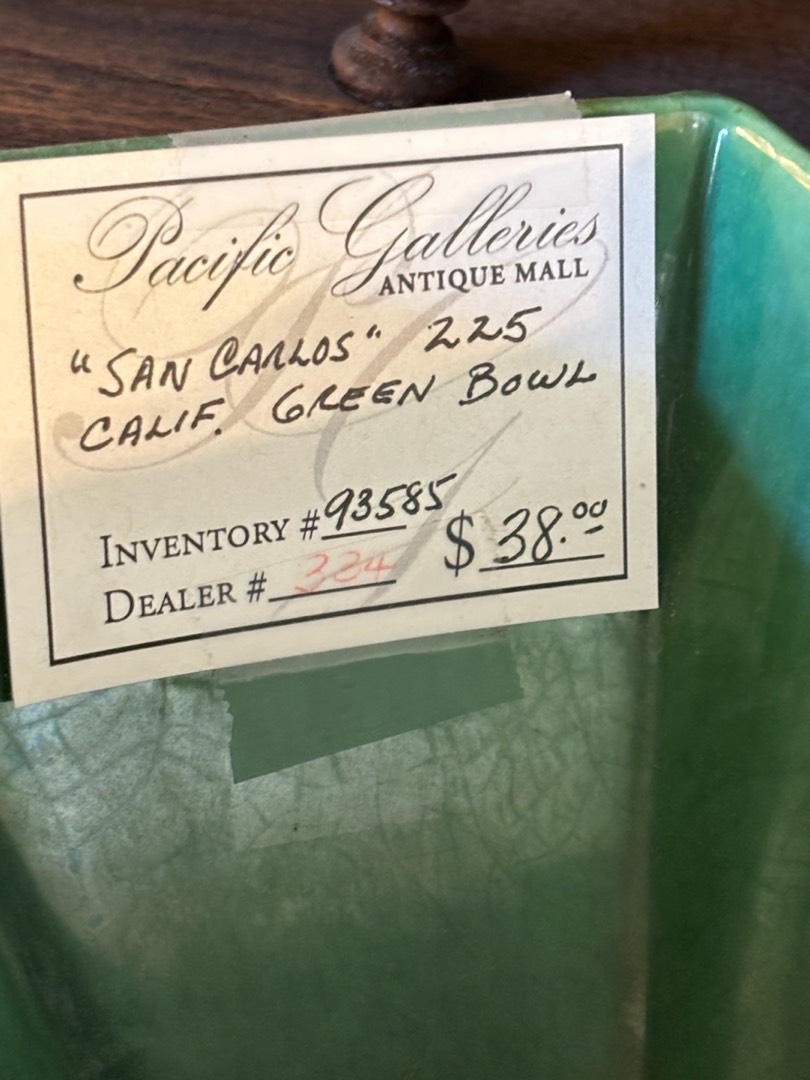 Pacific Galleries
ANTIQUE MALL
"SAN CARLOS" 225
CALIF. GREEN BOWL
INVENTORY # 93585
DEALER # 334
$ 38.00